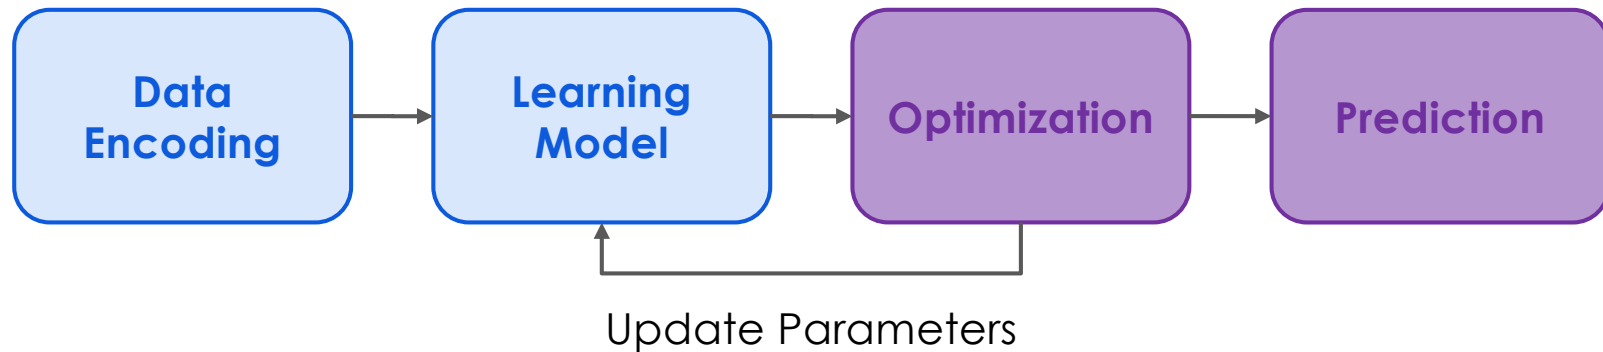 Data
Encoding
Learning
Model
Optimization
Prediction
Update Parameters